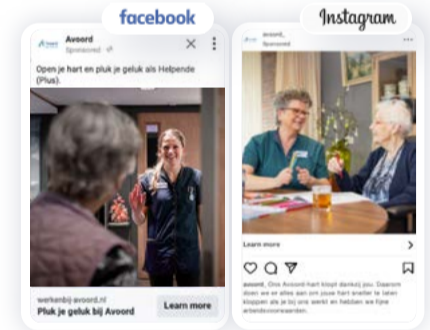 facebook
Avoord
Sponsored
Open je hart en pluk je geluk als Helpende
(Plus).
werkenbij-avoord.nl
Pluk je geluk bij Avoord
Learn more
Instagram
avoord_
Sponsored
Learn more
avoord_ Ons Avoord-hart klopt dankzij jou. Daarom
doen we er alles aan om jouw hart sneller te laten
kloppen als je bij ons werkt en hebben we fijne
arbeidsvoorwaarden.